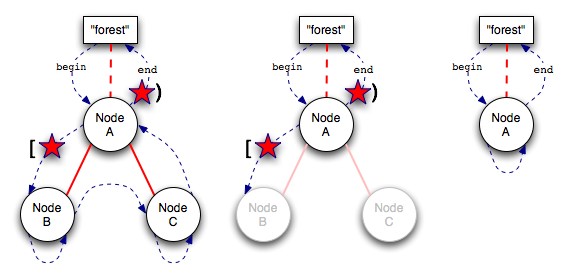 "forest"
begin
end
)
Node
A
[
Node
B
Node
C
"forest"
begin
end
)
Node
A
[
Node
B
Node
C
"forest"
begin
end
Node
A